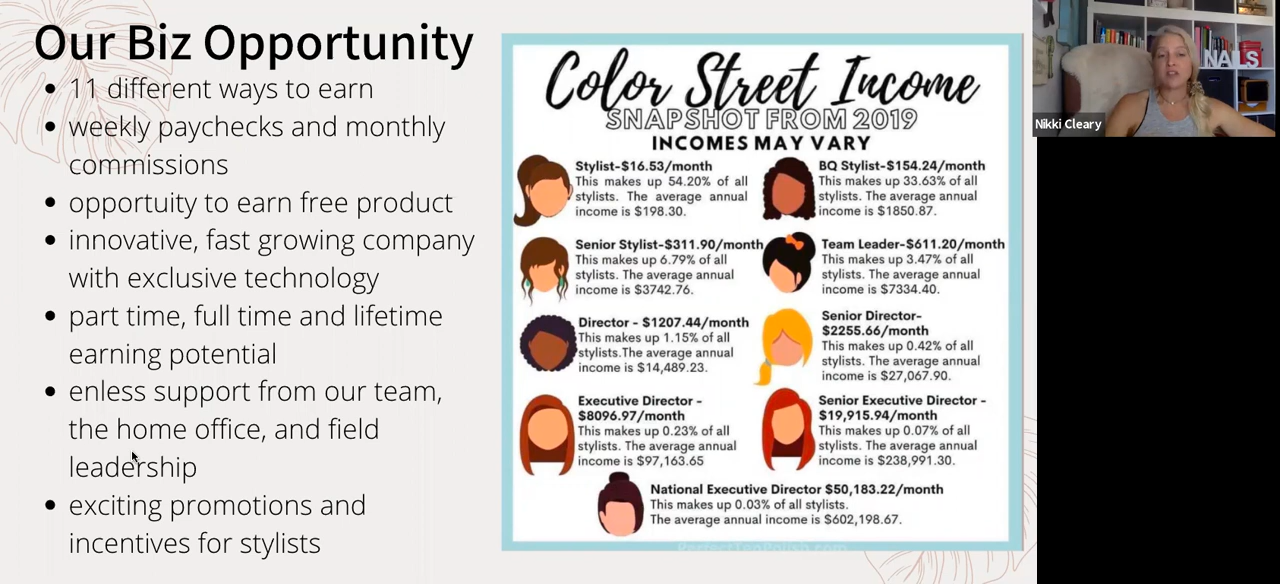 Our Biz Opportunity
11 different ways to earn
weekly paychecks and monthly
commissions
opportuity to earn free product
innovative, fast growing company
with exclusive technology
part time, full time and lifetime
earning potential
enless support from our team,
the home office, and field
leadership
exciting promotions and
incentives for stylists
Color Street Income
SNAPSHOT FROM 2019
INCOMES MAY VARY
Stylist-$16.53/month
This makes up 54.20% of all
stylists. The average annual
income is $198.30.
BQ Stylist-$154.24/month
This makes up 33.63% of all
stylists. The average annual
income is $1850.87.
Senior Stylist-$311.90/month
This makes up 6.79% of all
stylists. The average annual
income is $3742.76.
Team Leader-$611.20/month
This makes up 3.47% of all
stylists. The average annual
income is $7334.40.
Director - $1207.44/month
This makes up 1.15% of all
stylists.The average annual
income is $14,489.23.
Senior Director-
$2255.66/month
This makes up 0.42% of all
stylists. The average annual
income is $27,067.90.
Executive Director -
$8096.97/month
This makes up 0.23% of all
stylists. The average annual
income is $97,163.65
Senior Executive Director -
$19,915.94/month
This makes up 0.07% of all
stylists. The average annual
income is $238,991.30.
National Executive Director $50,183.22/month
This makes up 0.03% of all stylists.
The average annual income is $602,198.67.
PerfectTenPolish.com
NAILS
Nikki Cleary